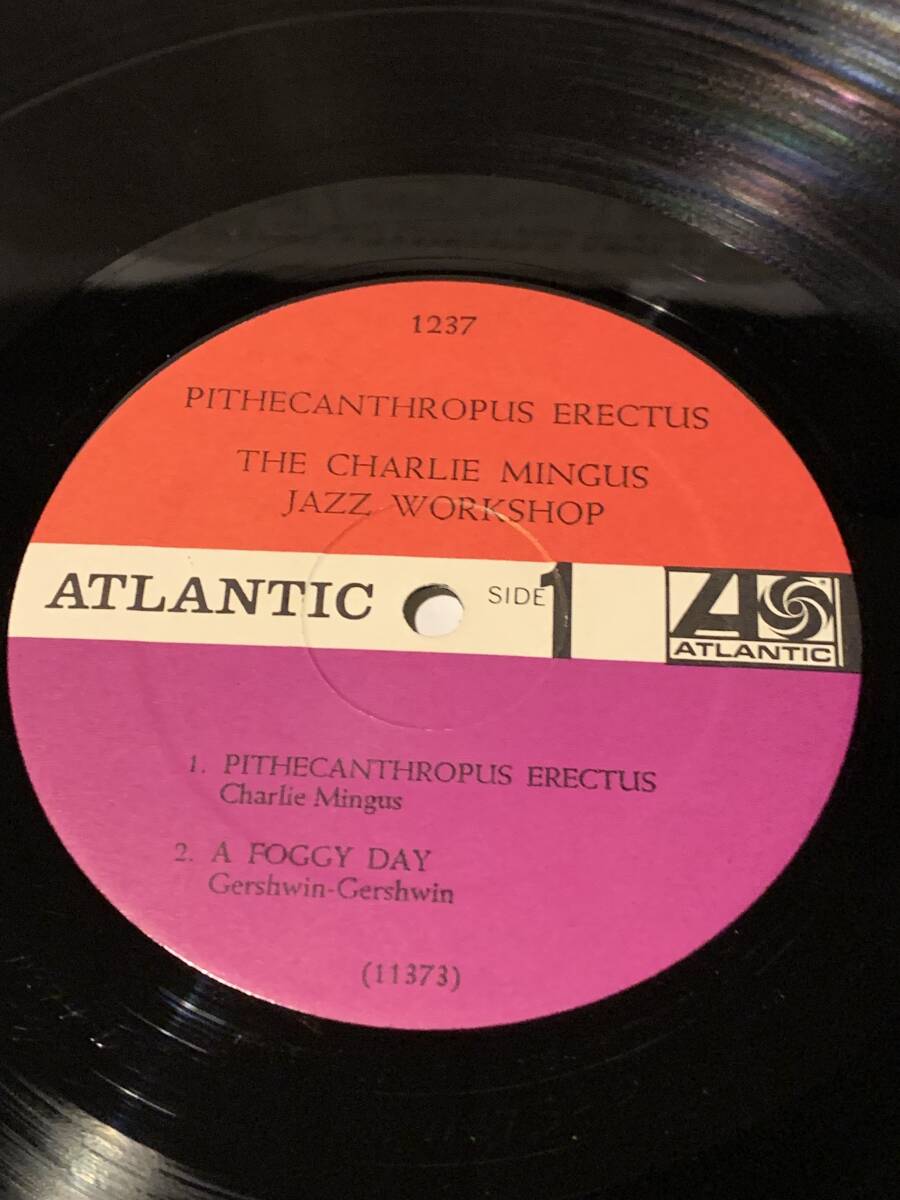 1237
PITHECANTHROPUS ERECTUS
THE CHARLIE MINGUS
JAZZ WORKSHOP
ATLANTIC
SIDE 1
A
ATLANTIC
1. PITHECANTHROPUS ERECTUS
Charlie Mingus
2. A FOGGY DAY
Gershwin-Gershwin
(11373)